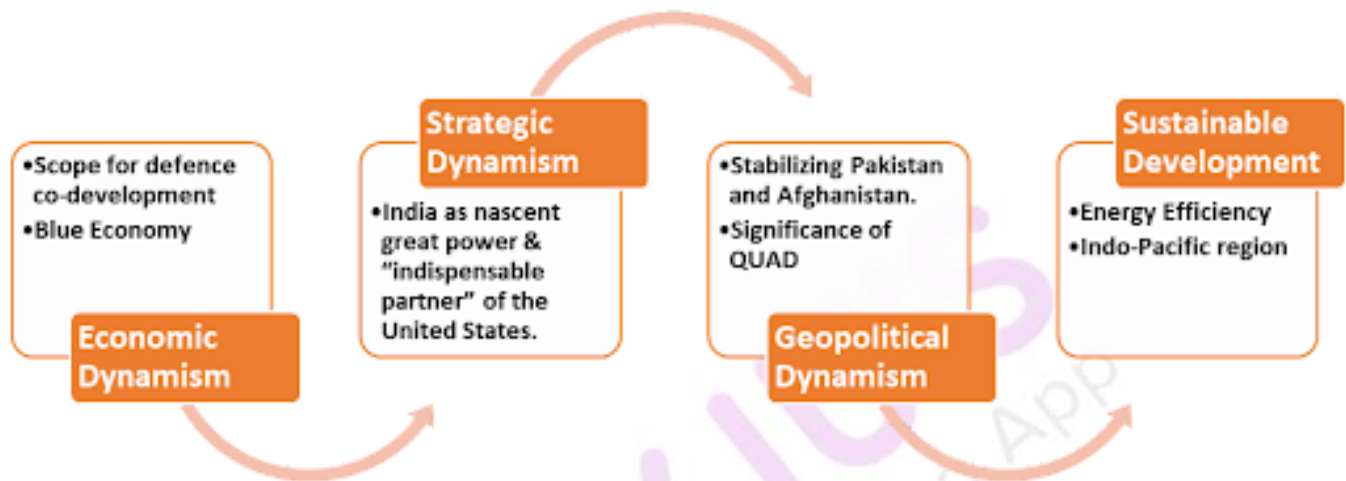 •Scope for defence
co-development
•Blue Economy
Economic
Dynamism
Strategic
Dynamism
•India as nascent
great power &
"indispensable
partner" of the
United States.
•Stabilizing Pakistan
and Afghanistan.
•Significance of
QUAD
Geopolitical
Dynamism
Sustainable
Development
•Energy Efficiency
•Indo-Pacific region
App